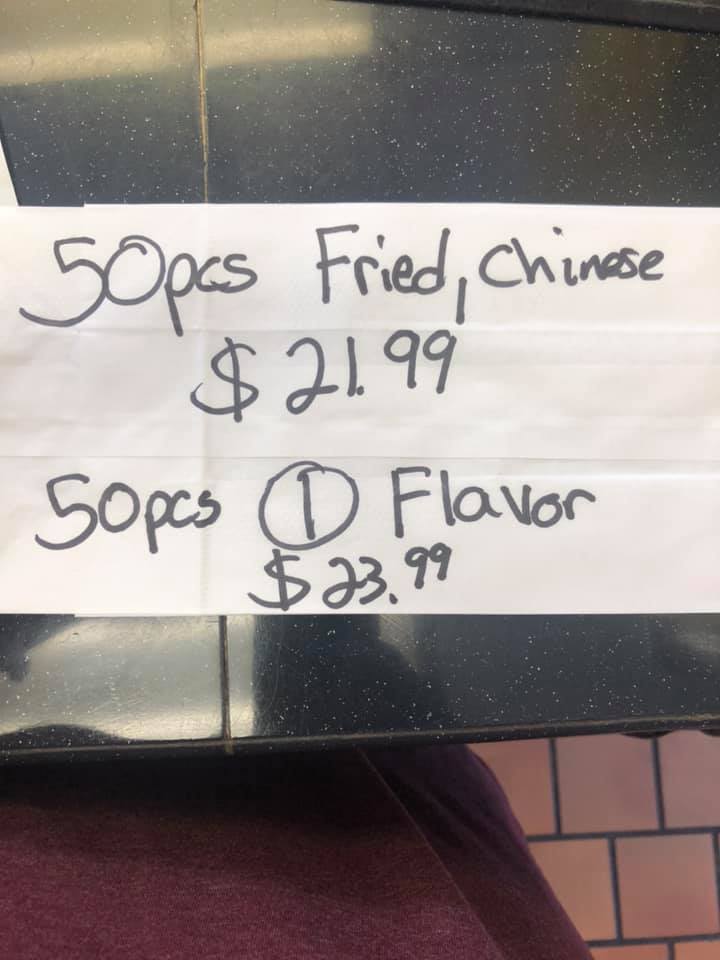 50pcs Fried, Chinese
$21.99
50pcs ① Flavor
$23.99